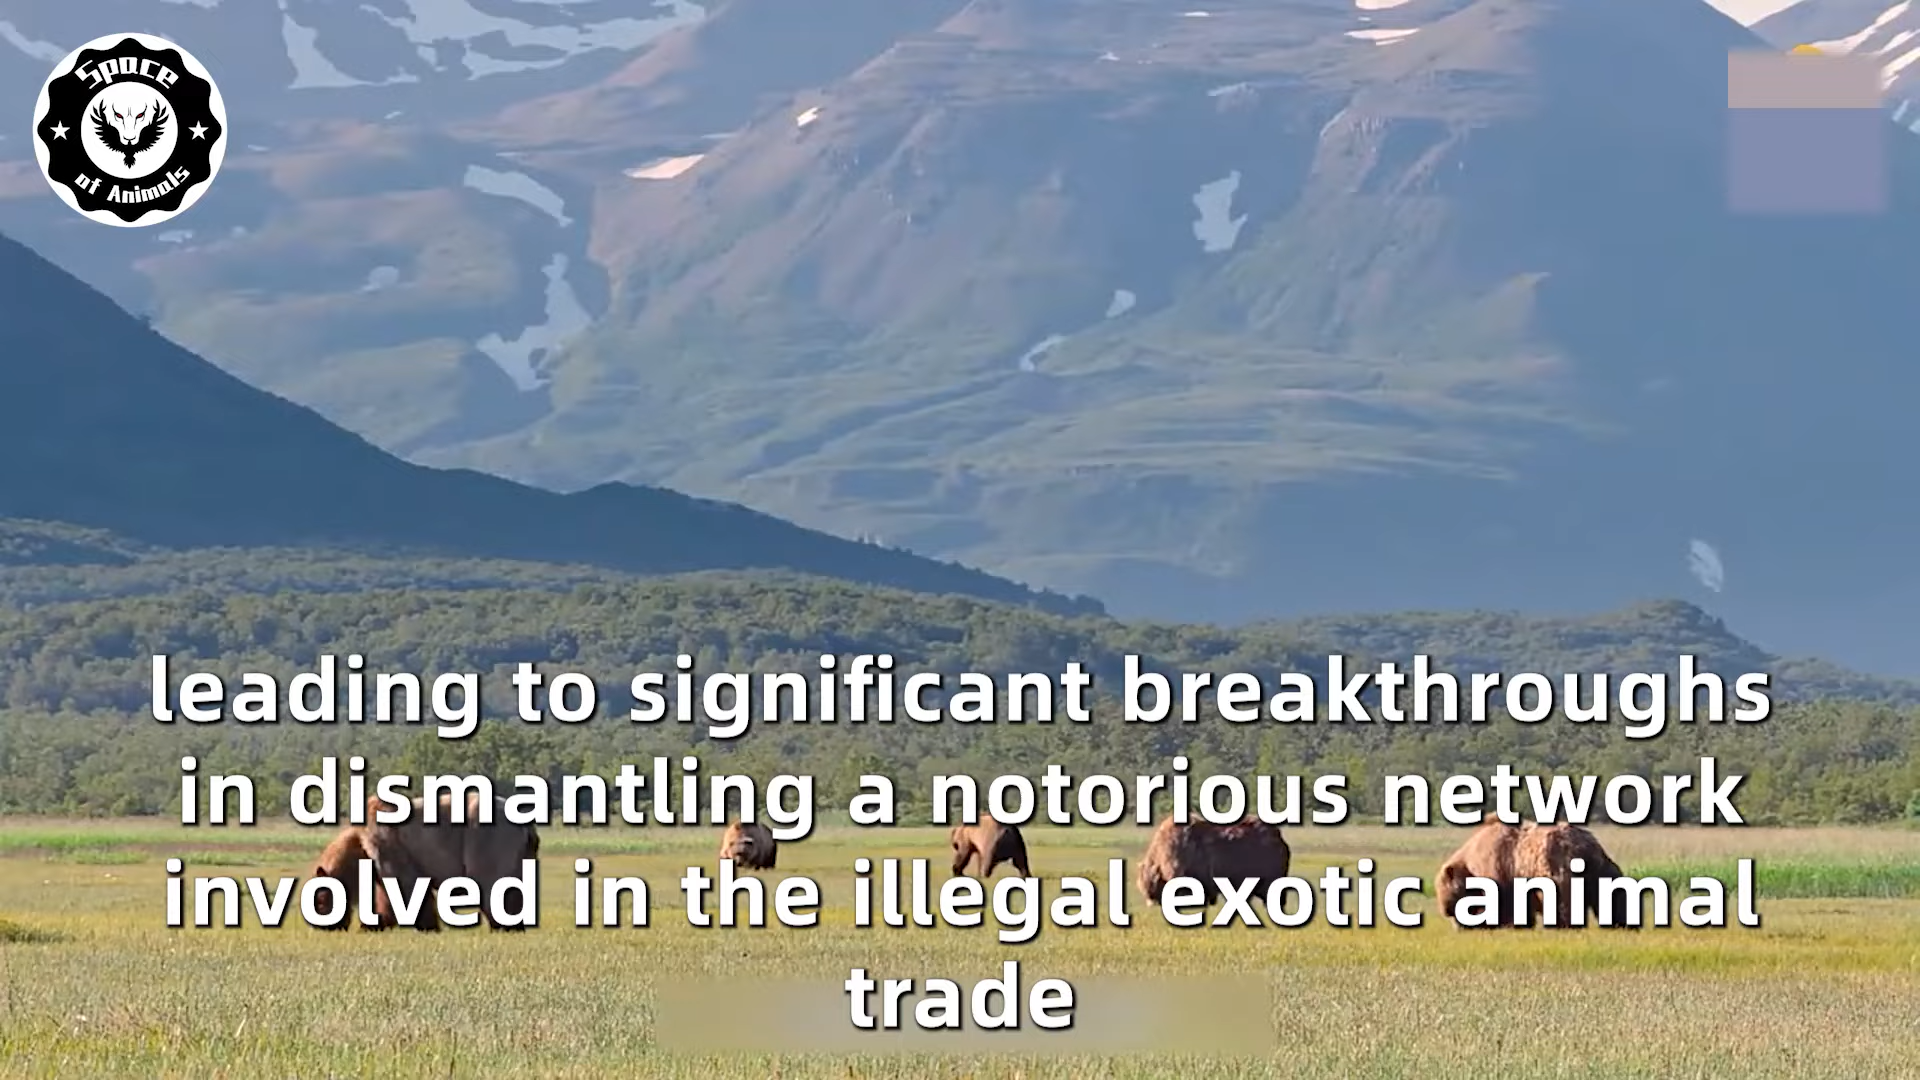 Space
of Animals
leading to significant breakthroughs
in dismantling a notorious network
involved in the illegal exotic animal
trade